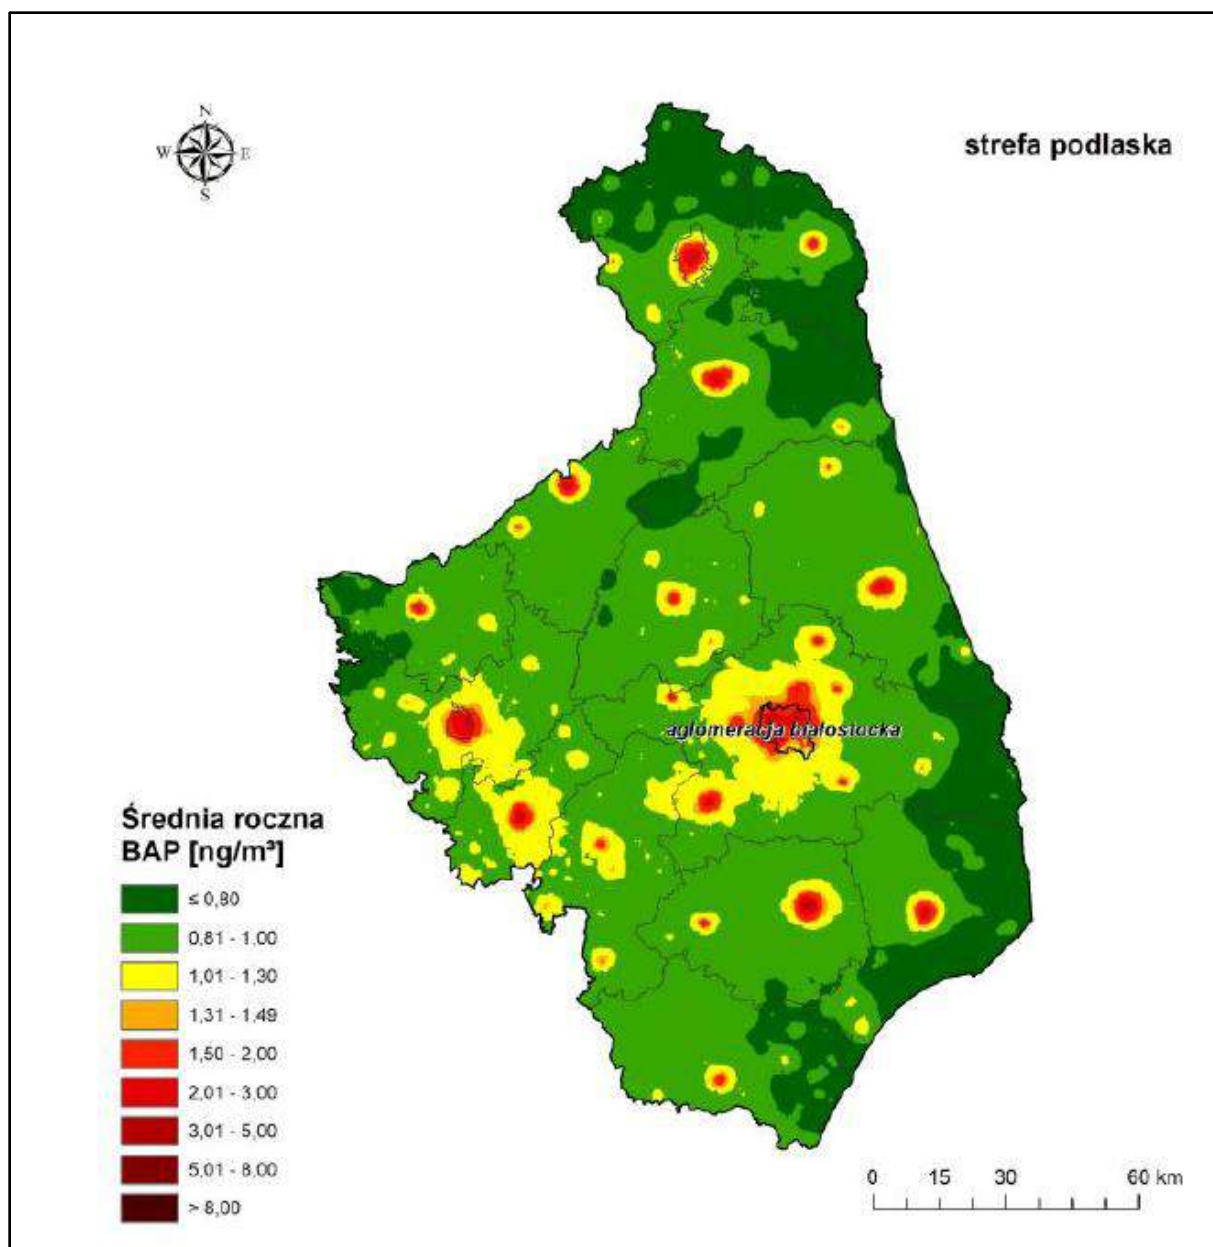 N
W E
S
strefa podlaska
aglomeracja białostocka
Średnia roczna
BAP [ng/m³]
≤ 0,80
0,81 - 1,00
1,01 - 1,30
1,31 - 1,49
1,50 - 2,00
2,01 - 3,00
3,01 - 5,00
5,01 - 8,00
> 8,00
0 15 30 60 km